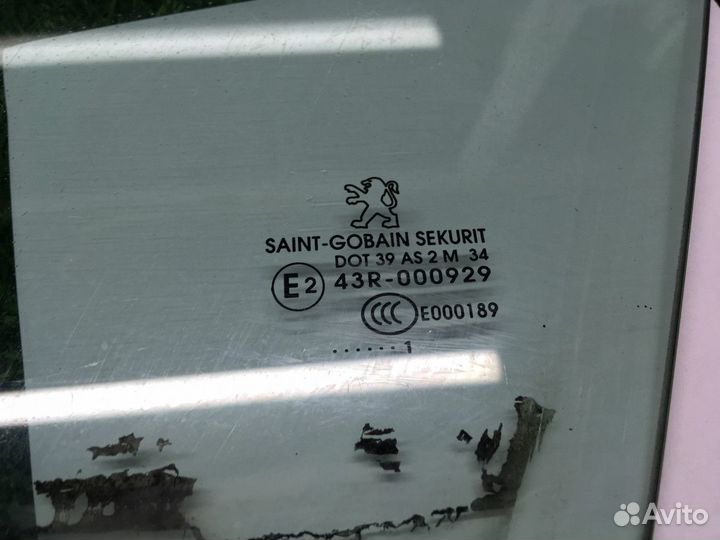 SAINT-GOBAIN SEKURIT
DOT 39 AS 2 M 34
E2 43R-000929
CCC E000189
...... 1
Avito